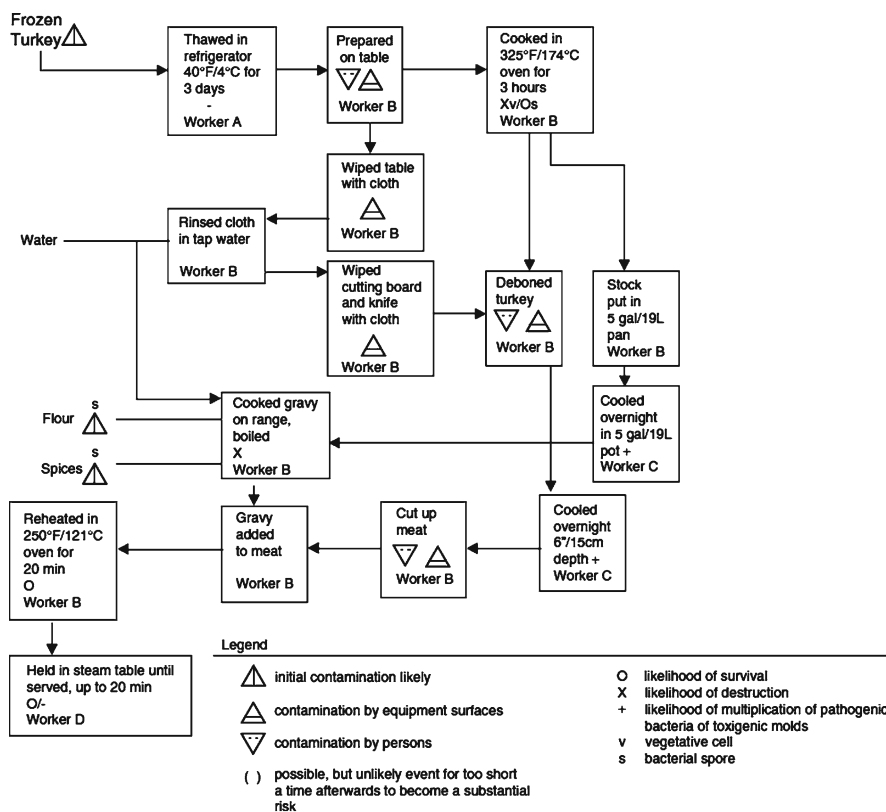 Frozen
Turkey
Thawed in
refrigerator
40°F/4°C for
3 days
-
Worker A
Prepared
on table
Worker B
Cooked in
325°F/174°C
oven for
3 hours
Xv/Os
Worker B
Wiped table
with cloth
Worker B
Water
Rinsed cloth
in tap water
Worker B
Wiped
cutting board
and knife
with cloth
Worker B
Deboned
turkey
Worker B
Stock
put in
5 gal/19L
pan
Worker B
s
Flour
s
Spices
Cooked gravy
on range,
boiled
X
Worker B
Cooled
overnight
in 5 gal/19L
pot +
Worker C
Reheated in
250°F/121°C
oven for
20 min
O
Worker B
Gravy
added
to meat
Worker B
Cut up
meat
Worker B
Cooled
overnight
6"/15cm
depth +
Worker C
Held in steam table until
served, up to 20 min
O/-
Worker D
Legend
initial contamination likely
contamination by equipment surfaces
contamination by persons
( ) possible, but unlikely event for too short
a time afterwards to become a substantial
risk
O likelihood of survival
X likelihood of destruction
+ likelihood of multiplication of pathogenic
bacteria of toxigenic molds
v vegetative cell
s bacterial spore